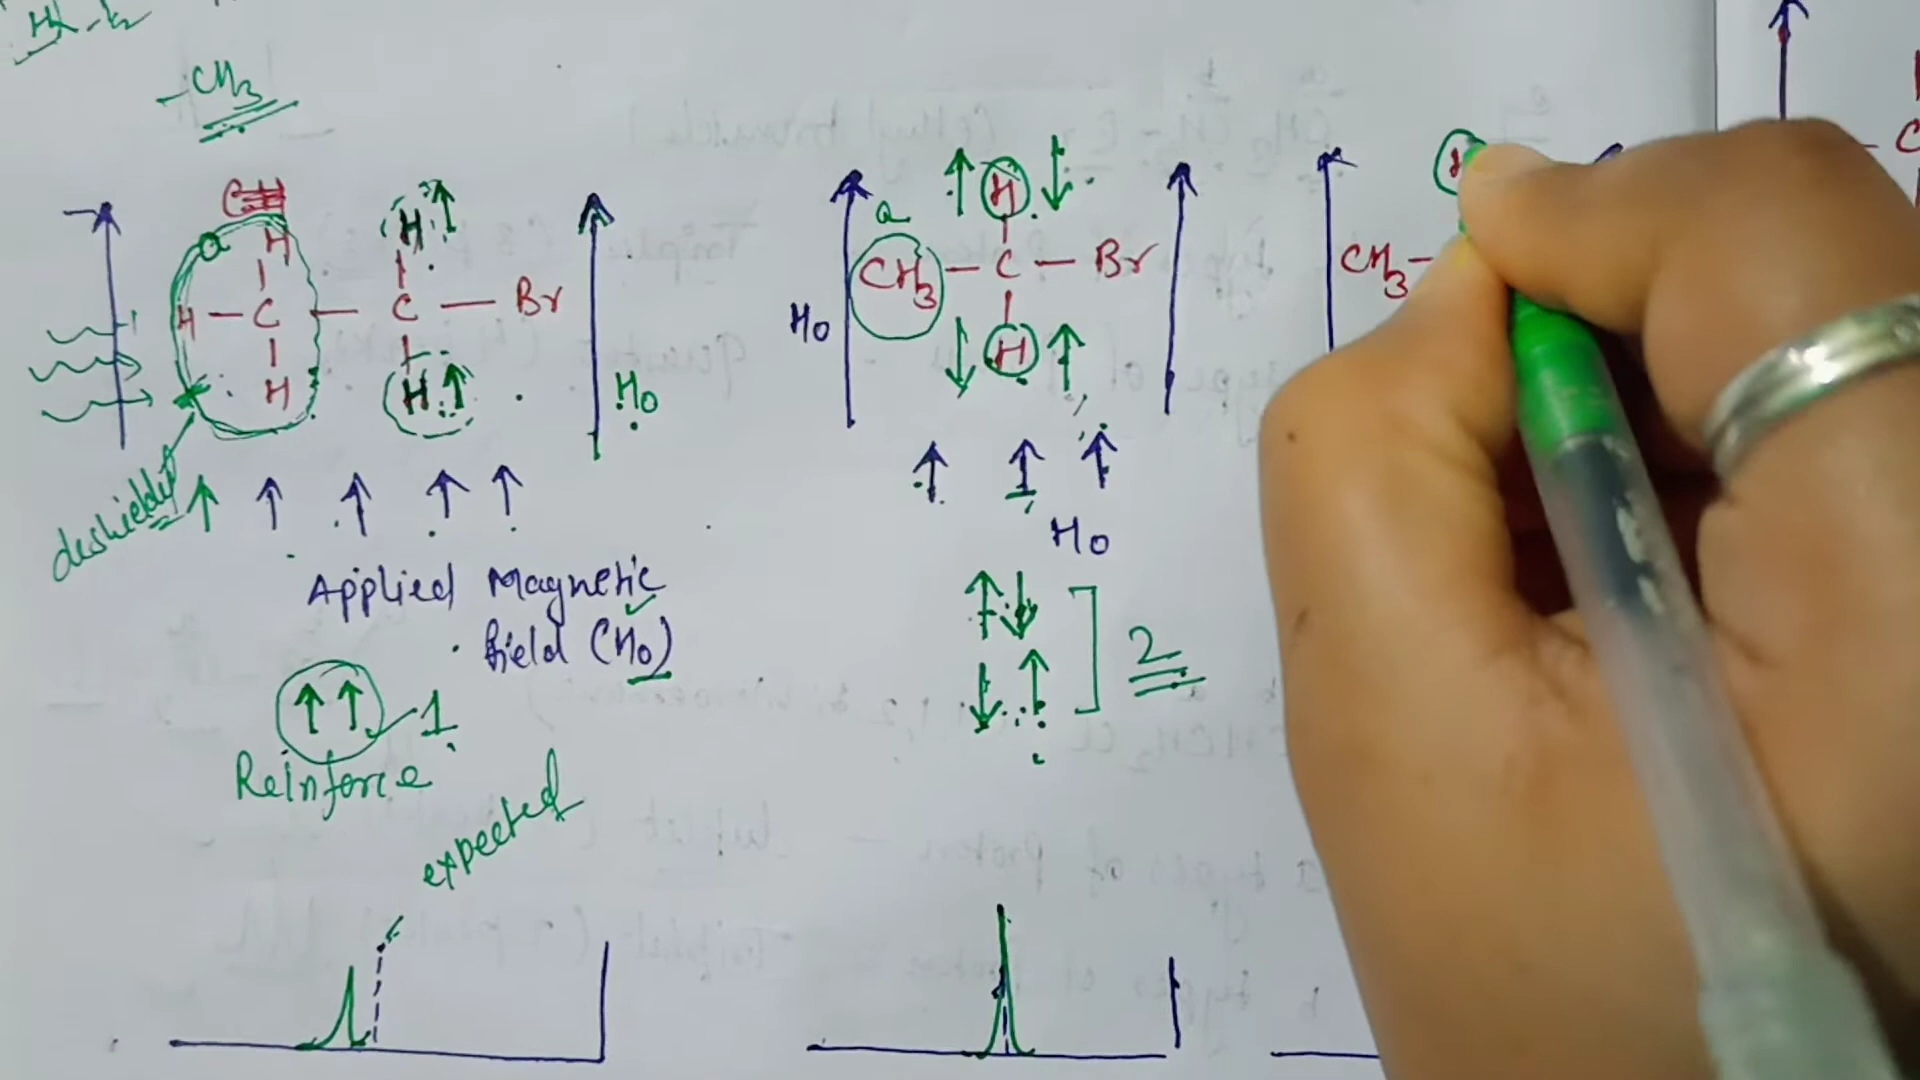 -CH3
a
H
H
H - C - C - Br
H
H
H0
deshielded
Applied Magnetic
field (H0)
1
Reinforce
expected
H
a
CH3 - C - Br
H
H0
H0
2
H
CH3-
C